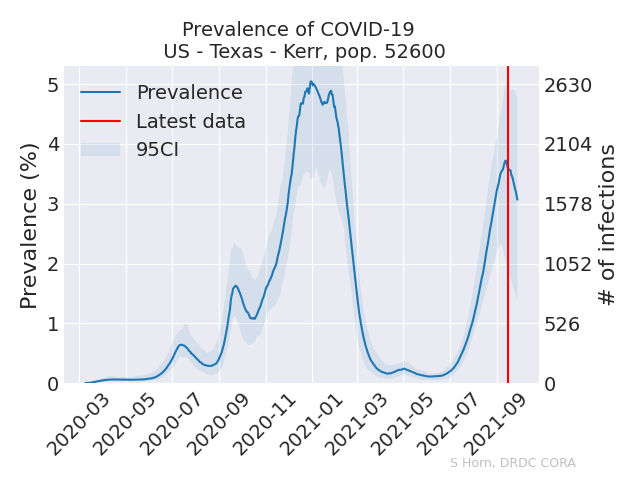 Prevalence of COVID-19
US - Texas - Kerr, pop. 52600
Prevalence
Latest data
95CI
Prevalence (%)
5
4
3
2
1
0
2630
2104
1578
1052
526
0
# of infections
2020-03
2020-05
2020-07
2020-09
2020-11
2021-01
2021-03
2021-05
2021-07
2021-09
S Horn, DRDC CORA